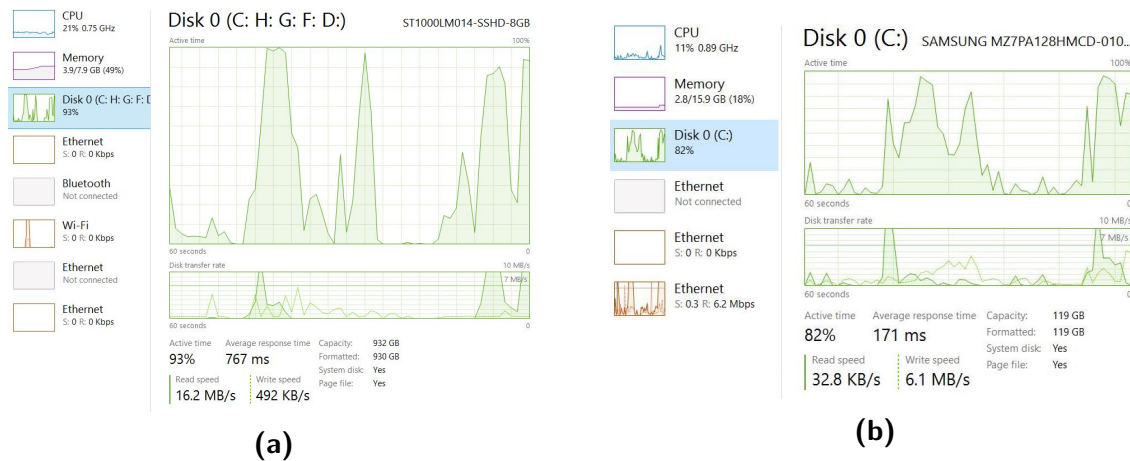 CPU
21% 0.75 GHz
Memory
3.9/7.9 GB (49%)
Disk 0 (C: H: G: F: D
93%
Ethernet
S: 0 R: 0 Kbps
Bluetooth
Not connected
Wi-Fi
S: 0 R: 0 Kbps
Ethernet
Not connected
Ethernet
S: 0 R: 0 Kbps
Disk 0 (C: H: G: F: D:) ST1000LM014-SSHD-8GB
Active time 100%
60 seconds 0
Disk transfer rate 10 MB/s
7 MB/s
60 seconds 0
Active time Average response time
93% 767 ms
Read speed Write speed
16.2 MB/s 492 KB/s
Capacity: 932 GB
Formatted: 930 GB
System disk: Yes
Page file: Yes
(a)
CPU
11% 0.89 GHz
Memory
2.8/15.9 GB (18%)
Disk 0 (C:)
82%
Ethernet
Not connected
Ethernet
S: 0 R: 0 Kbps
Ethernet
S: 0.3 R: 6.2 Mbps
Disk 0 (C:) SAMSUNG MZ7PA128HMCD-010...
Active time 100%
60 seconds 0
Disk transfer rate 10 MB/s
7 MB/s
60 seconds 0
Active time Average response time
82% 171 ms
Read speed Write speed
32.8 KB/s 6.1 MB/s
Capacity: 119 GB
Formatted: 119 GB
System disk: Yes
Page file: Yes
(b)